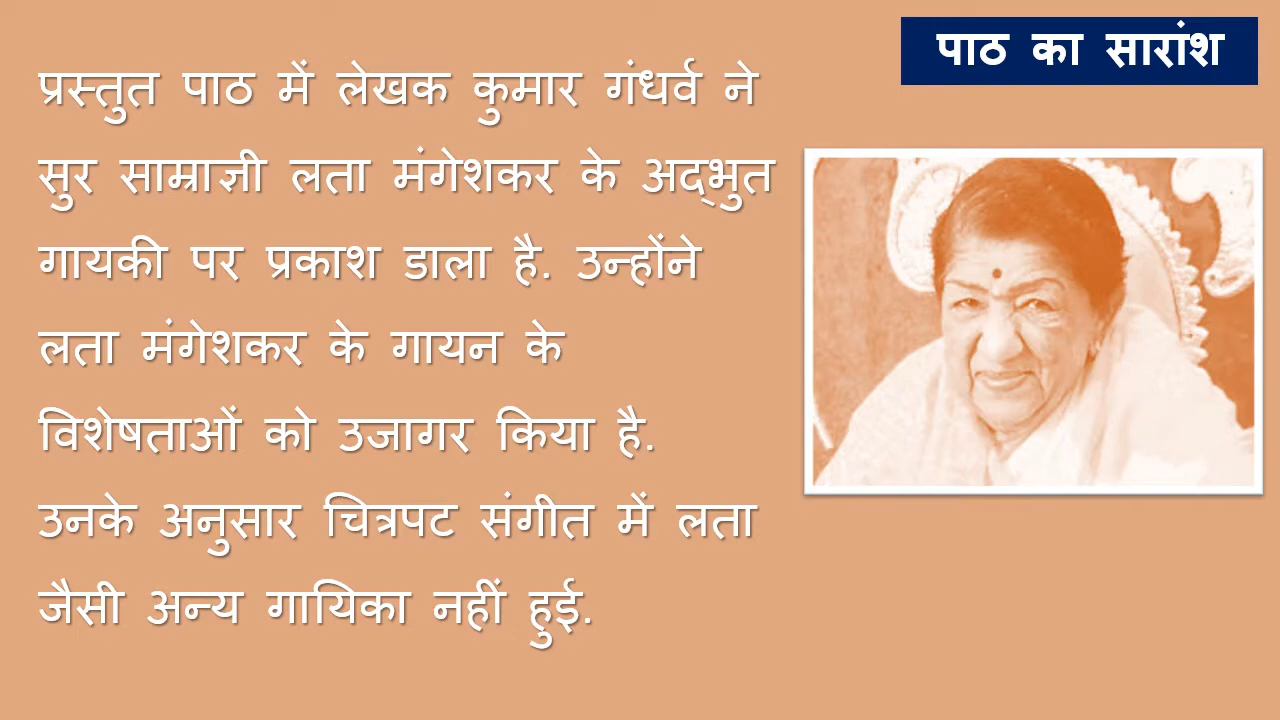 पाठ का सारांश
प्रस्तुत पाठ में लेखक कुमार गंधर्व ने
सुर साम्राज्ञी लता मंगेशकर के अद्‌भुत
गायकी पर प्रकाश डाला है. उन्होंने
लता मंगेशकर के गायन के
विशेषताओं को उजागर किया है.
उनके अनुसार चित्रपट संगीत में लता
जैसी अन्य गायिका नहीं हुई.